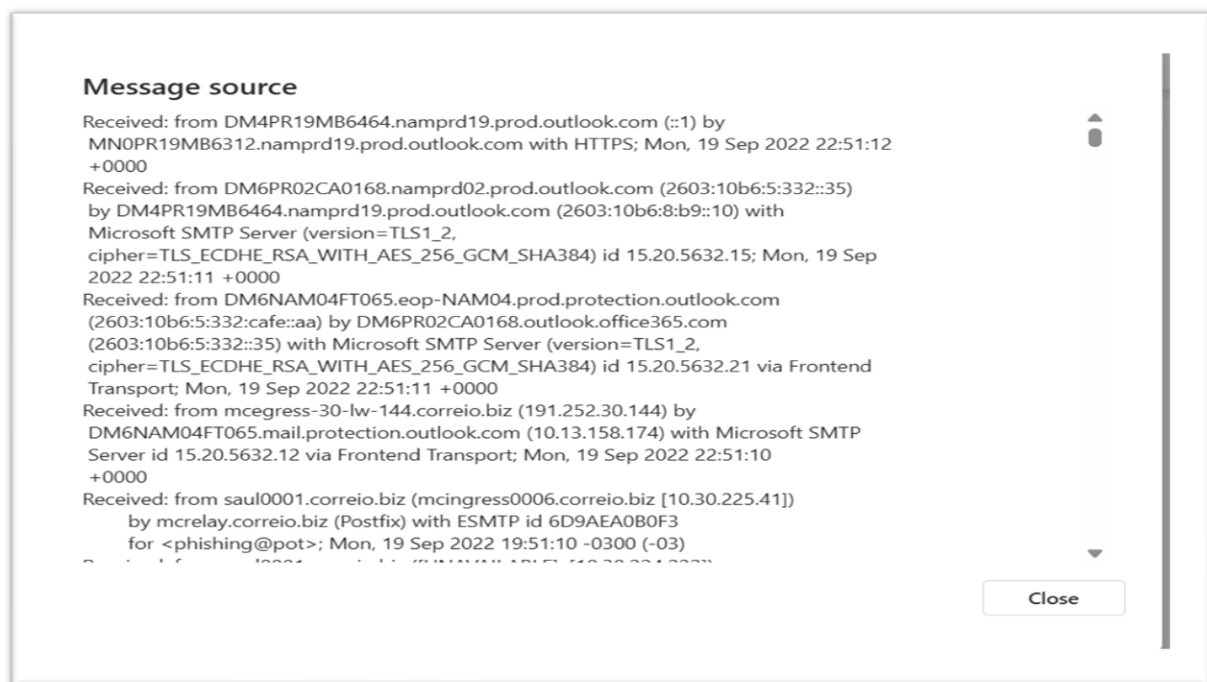 Message source
Received: from DM4PR19MB6464.namprd19.prod.outlook.com (::1) by
MN0PR19MB6312.namprd19.prod.outlook.com with HTTPS; Mon, 19 Sep 2022 22:51:12
+0000
Received: from DM6PR02CA0168.namprd02.prod.outlook.com (2603:10b6:5:332::35)
by DM4PR19MB6464.namprd19.prod.outlook.com (2603:10b6:8:b9::10) with
Microsoft SMTP Server (version=TLS1_2,
cipher=TLS_ECDHE_RSA_WITH_AES_256_GCM_SHA384) id 15.20.5632.15; Mon, 19 Sep
2022 22:51:11 +0000
Received: from DM6NAM04FT065.eop-NAM04.prod.protection.outlook.com
(2603:10b6:5:332:cafe::aa) by DM6PR02CA0168.outlook.office365.com
(2603:10b6:5:332::35) with Microsoft SMTP Server (version=TLS1_2,
cipher=TLS_ECDHE_RSA_WITH_AES_256_GCM_SHA384) id 15.20.5632.21 via Frontend
Transport; Mon, 19 Sep 2022 22:51:11 +0000
Received: from mcegress-30-lw-144.correio.biz (191.252.30.144) by
DM6NAM04FT065.mail.protection.outlook.com (10.13.158.174) with Microsoft SMTP
Server id 15.20.5632.12 via Frontend Transport; Mon, 19 Sep 2022 22:51:10
+0000
Received: from saul0001.correio.biz (mcingress0006.correio.biz [10.30.225.41])
by mcrelay.correio.biz (Postfix) with ESMTP id 6D9AEA0B0F3
for <phishing@pot>; Mon, 19 Sep 2022 19:51:10 -0300 (-03)
Close